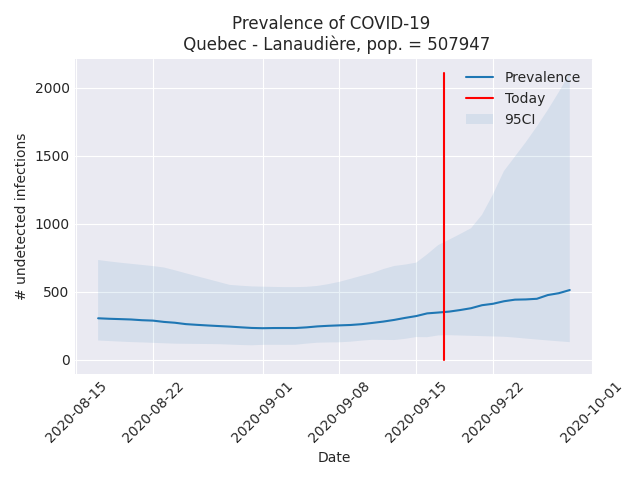 Prevalence of COVID-19
Quebec - Lanaudière, pop. = 507947
Prevalence
Today
95CI
2000
1500
1000
500
0
# undetected infections
2020-08-15
2020-08-22
2020-09-01
2020-09-08
2020-09-15
2020-09-22
2020-10-01
Date